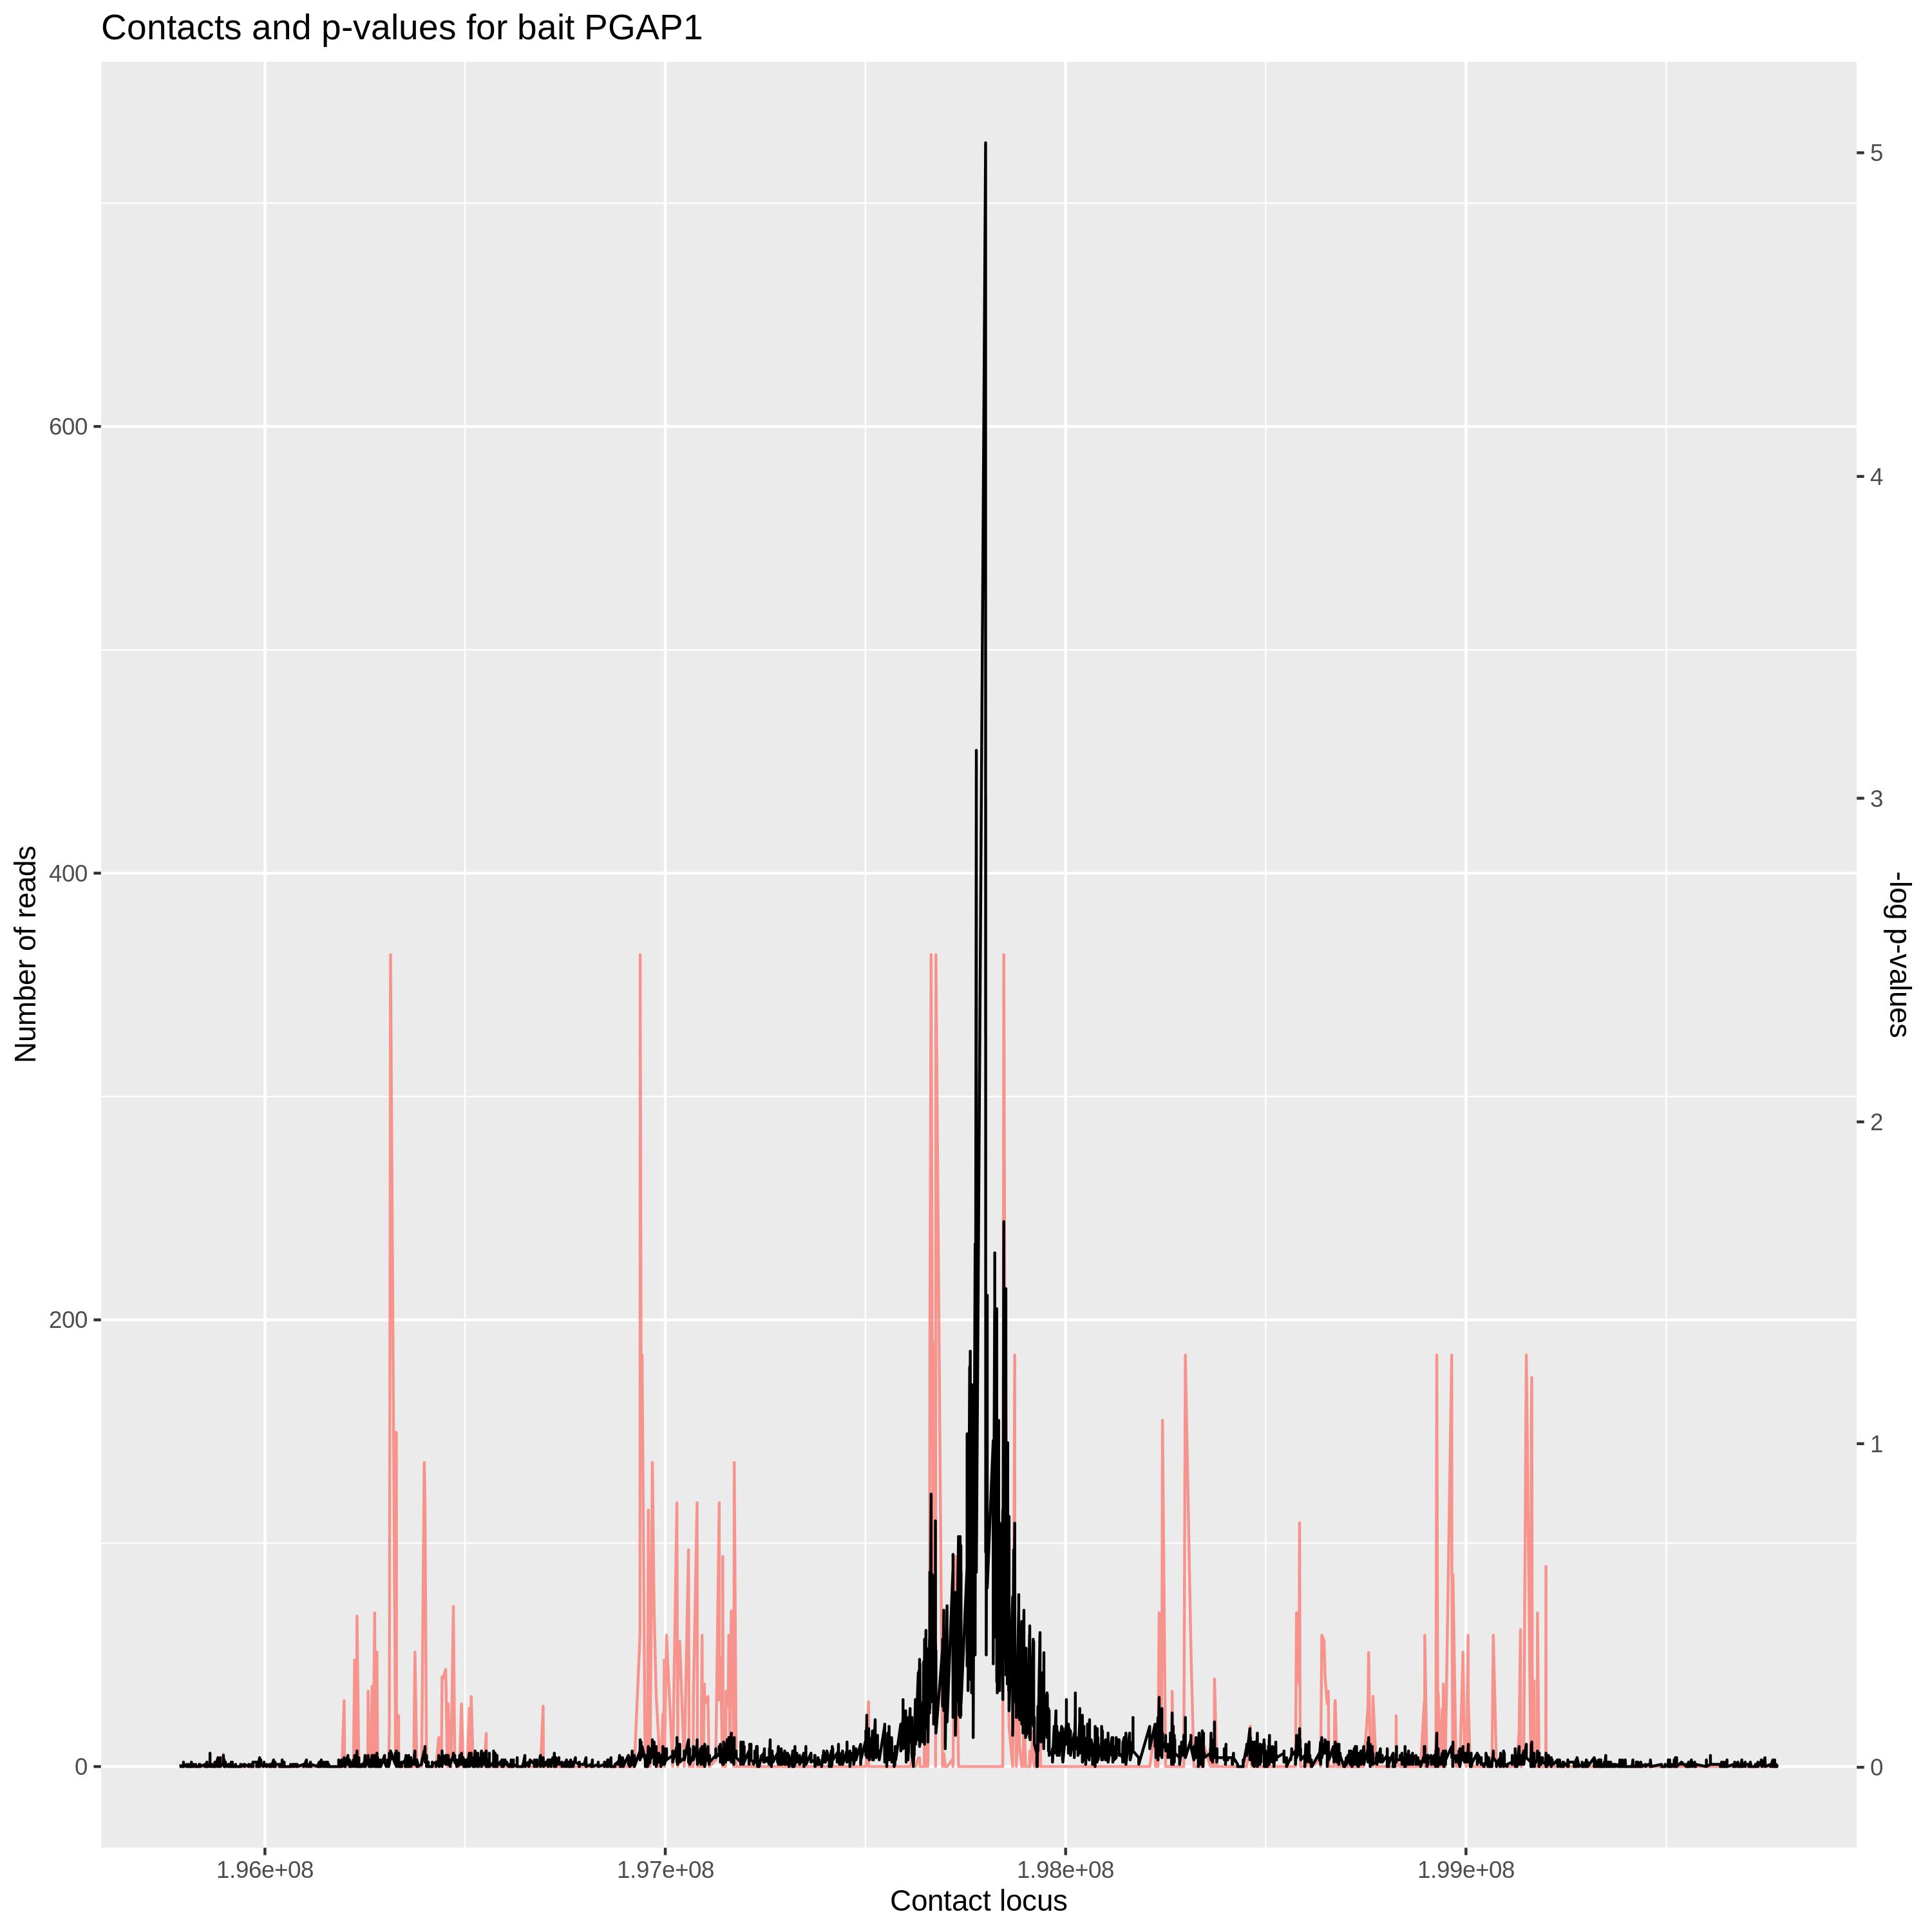 Contacts and p-values for bait PGAP1
600
400
200
0
Number of reads
5
4
3
2
1
0
-log p-values
1.96e+08
1.97e+08
1.98e+08
1.99e+08
Contact locus